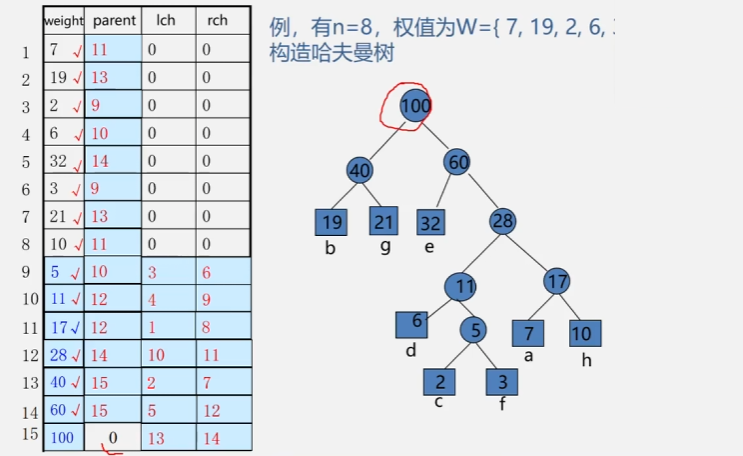 weight parent lch rch
1 7 √ 11 0 0
2 19 √ 13 0 0
3 2 √ 9 0 0
4 6 √ 10 0 0
5 32 √ 14 0 0
6 3 √ 9 0 0
7 21 √ 13 0 0
8 10 √ 11 0 0
9 5 √ 10 3 6
10 11 √ 12 4 9
11 17 √ 12 1 8
12 28 √ 14 10 11
13 40 √ 15 2 7
14 60 √ 15 5 12
15 100 0 13 14
例，有n=8，权值为W={ 7, 19, 2, 6,
构造哈夫曼树
100
40 60
19 21 32 28
b g e
11 17
6 5 7 10
d a h
2 3
c f